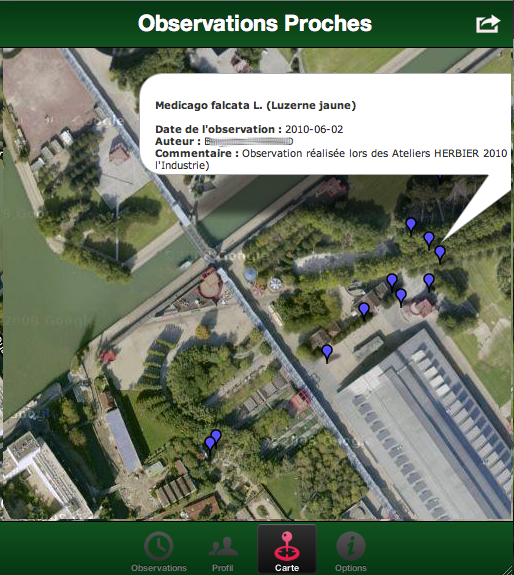 Observations Proches
Medicago falcata L. (Luzerne jaune)
Date de l'observation : 2010-06-02
Auteur :
Commentaire : Observation réalisée lors des Ateliers HERBIER 2010
l'Industrie)
Google
Observations Profil Carte Options